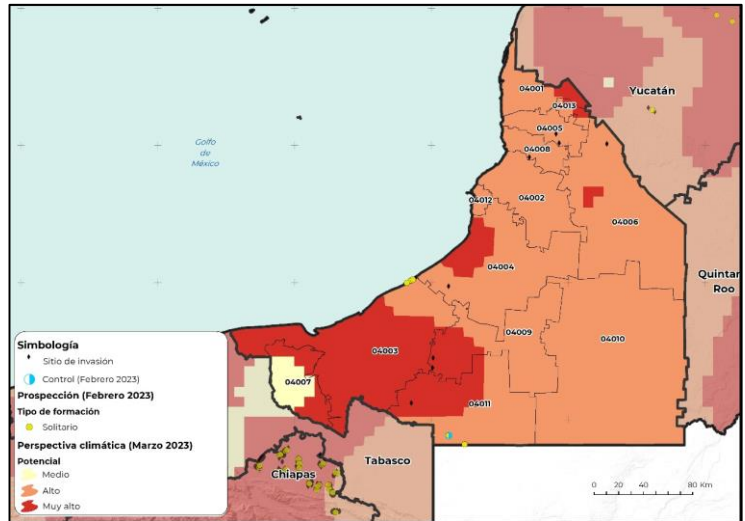 04001
04013
Yucatán
04005
04008
Golfo
de
México
04012
04002
04006
04004
Quintana
Roo
04009
04010
04003
04007
04011
Tabasco
Chiapas
Simbología
Sitio de invasión
Control (Febrero 2023)
Prospección (Febrero 2023)
Tipo de formación
Solitario
Perspectiva climática (Marzo 2023)
Potencial
Medio
Alto
Muy alto
0 20 40 80 Km